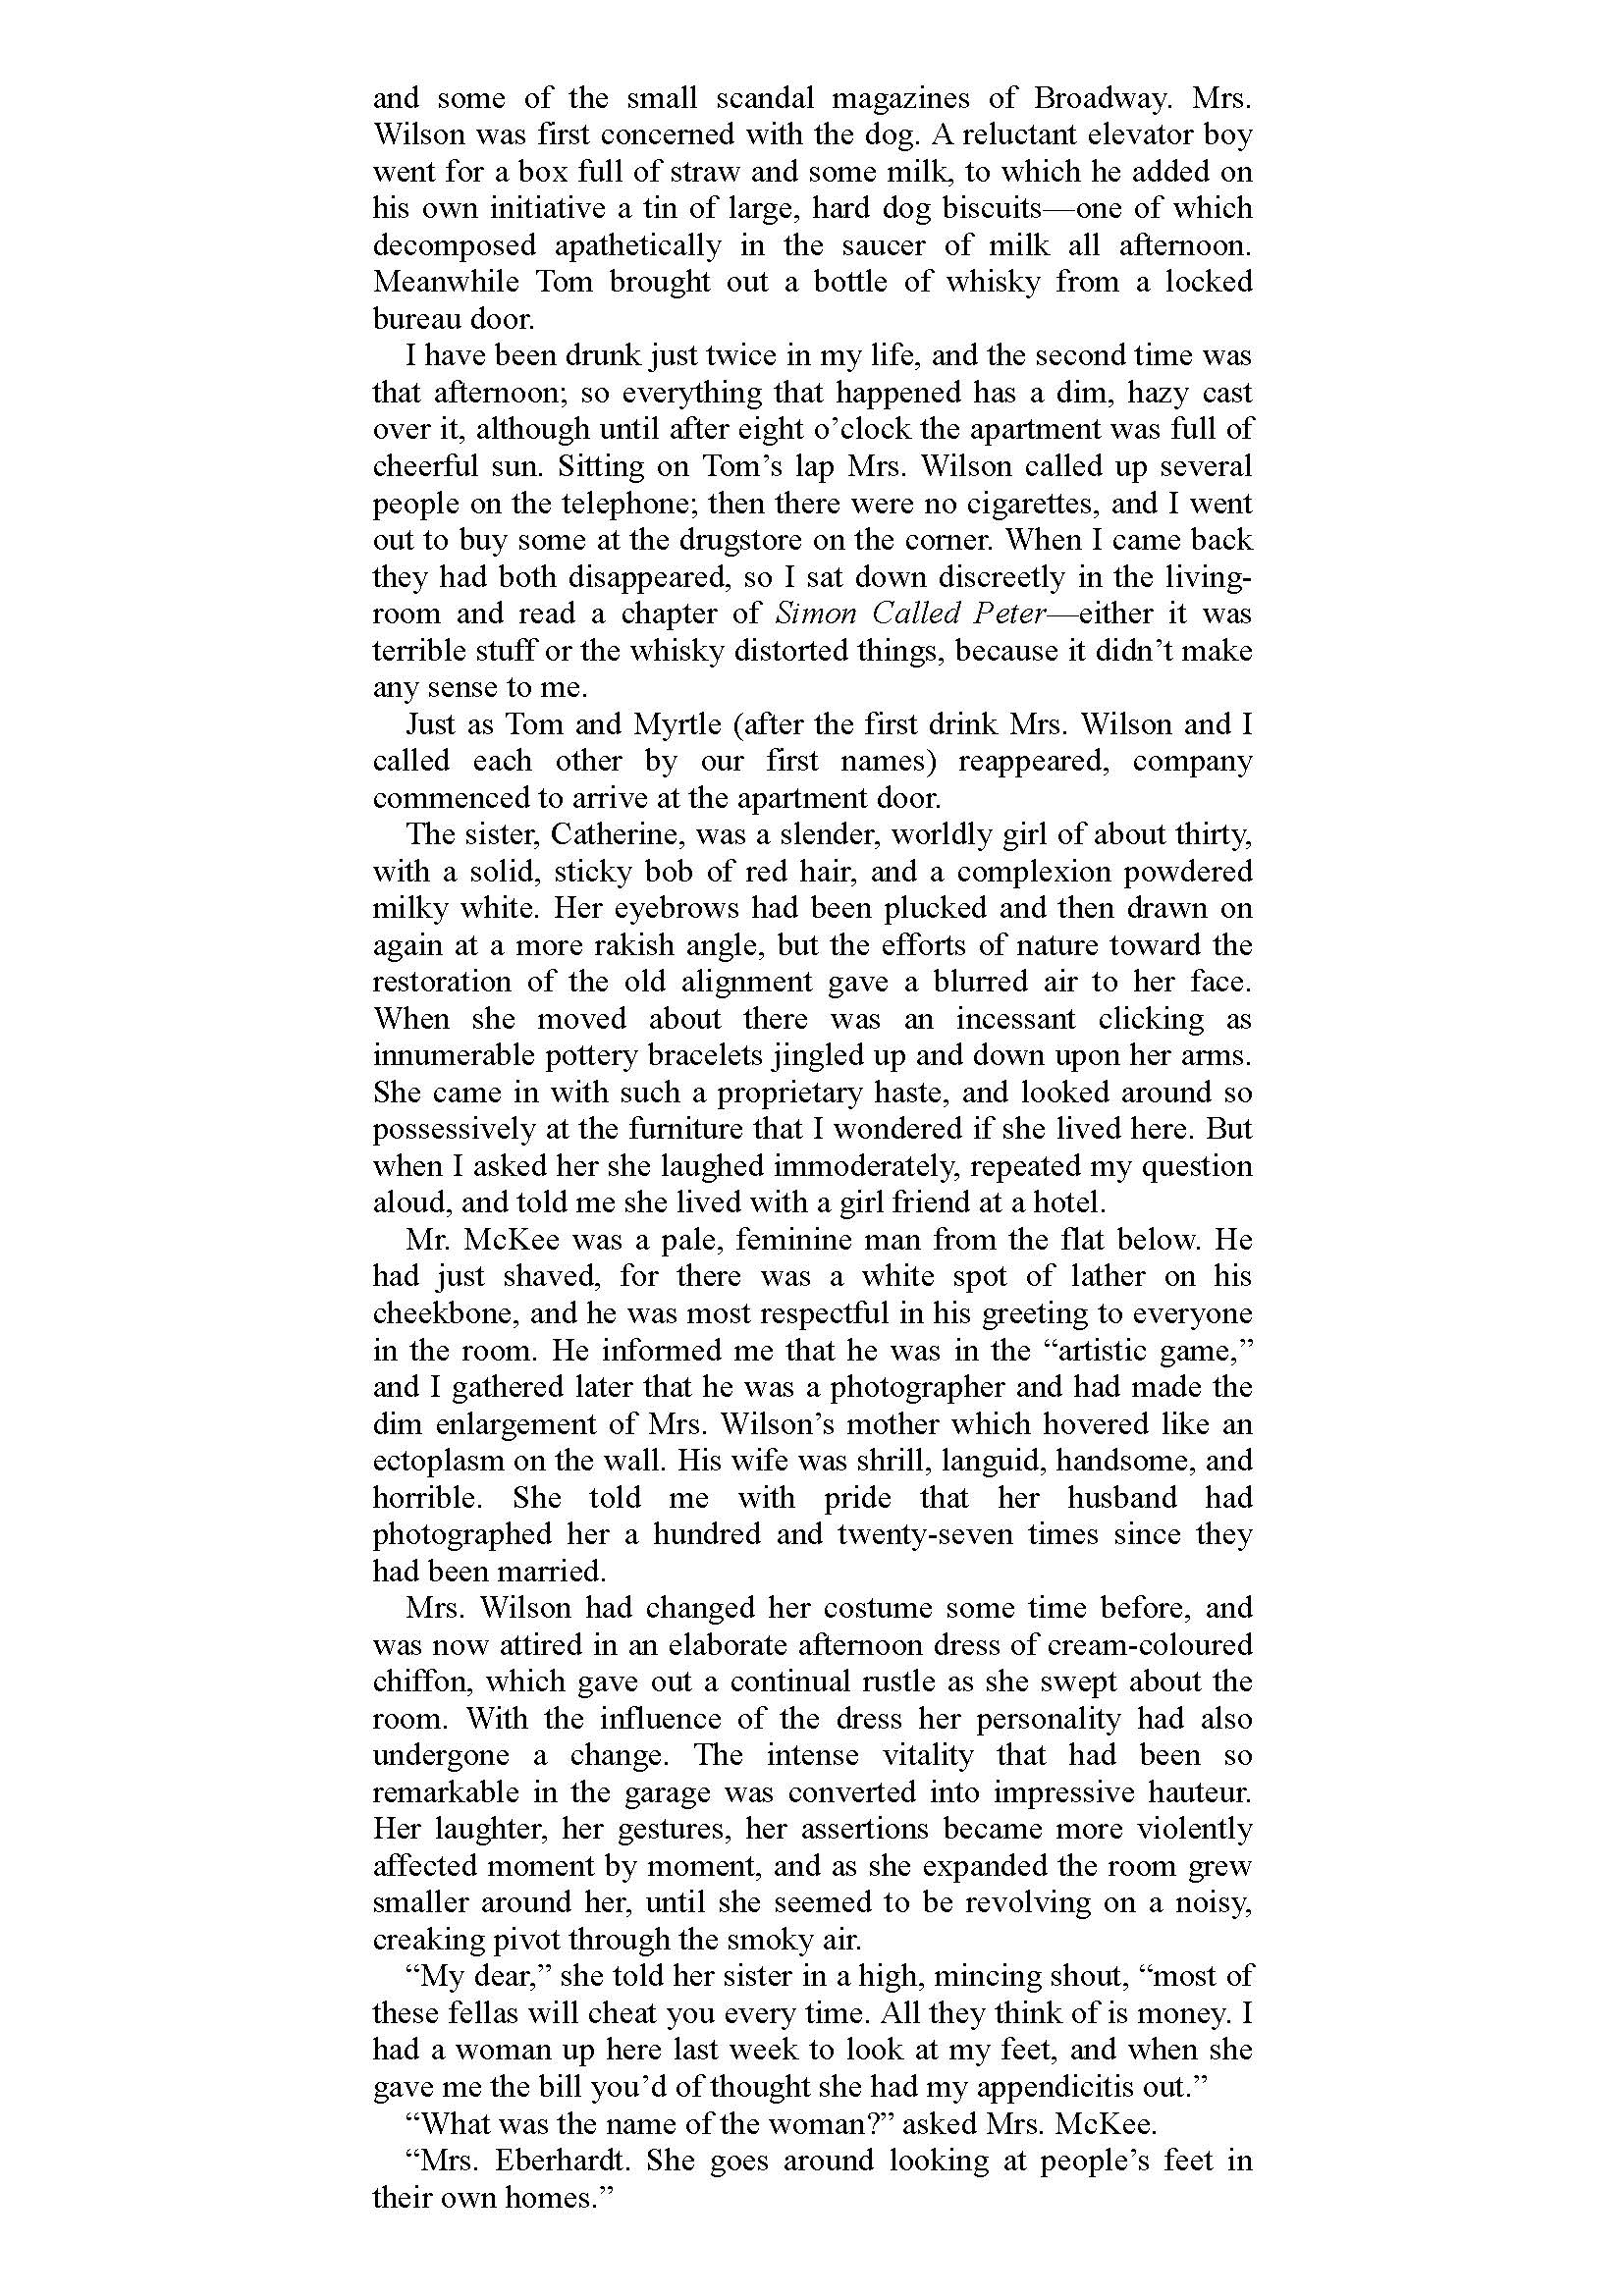 and some of the small scandal magazines of Broadway. Mrs.
Wilson was first concerned with the dog. A reluctant elevator boy
went for a box full of straw and some milk, to which he added on
his own initiative a tin of large, hard dog biscuits—one of which
decomposed apathetically in the saucer of milk all afternoon.
Meanwhile Tom brought out a bottle of whisky from a locked
bureau door.
I have been drunk just twice in my life, and the second time was
that afternoon; so everything that happened has a dim, hazy cast
over it, although until after eight o’clock the apartment was full of
cheerful sun. Sitting on Tom’s lap Mrs. Wilson called up several
people on the telephone; then there were no cigarettes, and I went
out to buy some at the drugstore on the corner. When I came back
they had both disappeared, so I sat down discreetly in the living-
room and read a chapter of Simon Called Peter—either it was
terrible stuff or the whisky distorted things, because it didn’t make
any sense to me.
Just as Tom and Myrtle (after the first drink Mrs. Wilson and I
called each other by our first names) reappeared, company
commenced to arrive at the apartment door.
The sister, Catherine, was a slender, worldly girl of about thirty,
with a solid, sticky bob of red hair, and a complexion powdered
milky white. Her eyebrows had been plucked and then drawn on
again at a more rakish angle, but the efforts of nature toward the
restoration of the old alignment gave a blurred air to her face.
When she moved about there was an incessant clicking as
innumerable pottery bracelets jingled up and down upon her arms.
She came in with such a proprietary haste, and looked around so
possessively at the furniture that I wondered if she lived here. But
when I asked her she laughed immoderately, repeated my question
aloud, and told me she lived with a girl friend at a hotel.
Mr. McKee was a pale, feminine man from the flat below. He
had just shaved, for there was a white spot of lather on his
cheekbone, and he was most respectful in his greeting to everyone
in the room. He informed me that he was in the “artistic game,”
and I gathered later that he was a photographer and had made the
dim enlargement of Mrs. Wilson’s mother which hovered like an
ectoplasm on the wall. His wife was shrill, languid, handsome, and
horrible. She told me with pride that her husband had
photographed her a hundred and twenty-seven times since they
had been married.
Mrs. Wilson had changed her costume some time before, and
was now attired in an elaborate afternoon dress of cream-coloured
chiffon, which gave out a continual rustle as she swept about the
room. With the influence of the dress her personality had also
undergone a change. The intense vitality that had been so
remarkable in the garage was converted into impressive hauteur.
Her laughter, her gestures, her assertions became more violently
affected moment by moment, and as she expanded the room grew
smaller around her, until she seemed to be revolving on a noisy,
creaking pivot through the smoky air.
“My dear,” she told her sister in a high, mincing shout, “most of
these fellas will cheat you every time. All they think of is money. I
had a woman up here last week to look at my feet, and when she
gave me the bill you’d of thought she had my appendicitis out.”
“What was the name of the woman?” asked Mrs. McKee.
“Mrs. Eberhardt. She goes around looking at people’s feet in
their own homes.”